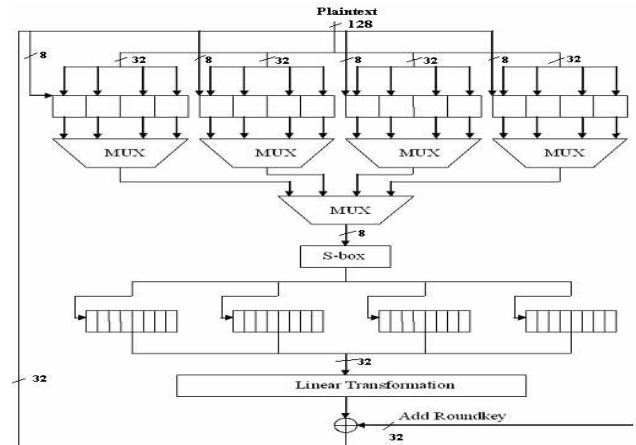 Plaintext
128
8 32 8 32 8 32 8 32
MUX MUX MUX MUX
MUX
8
S-box
32
Linear Transformation
32
Add Roundkey
32